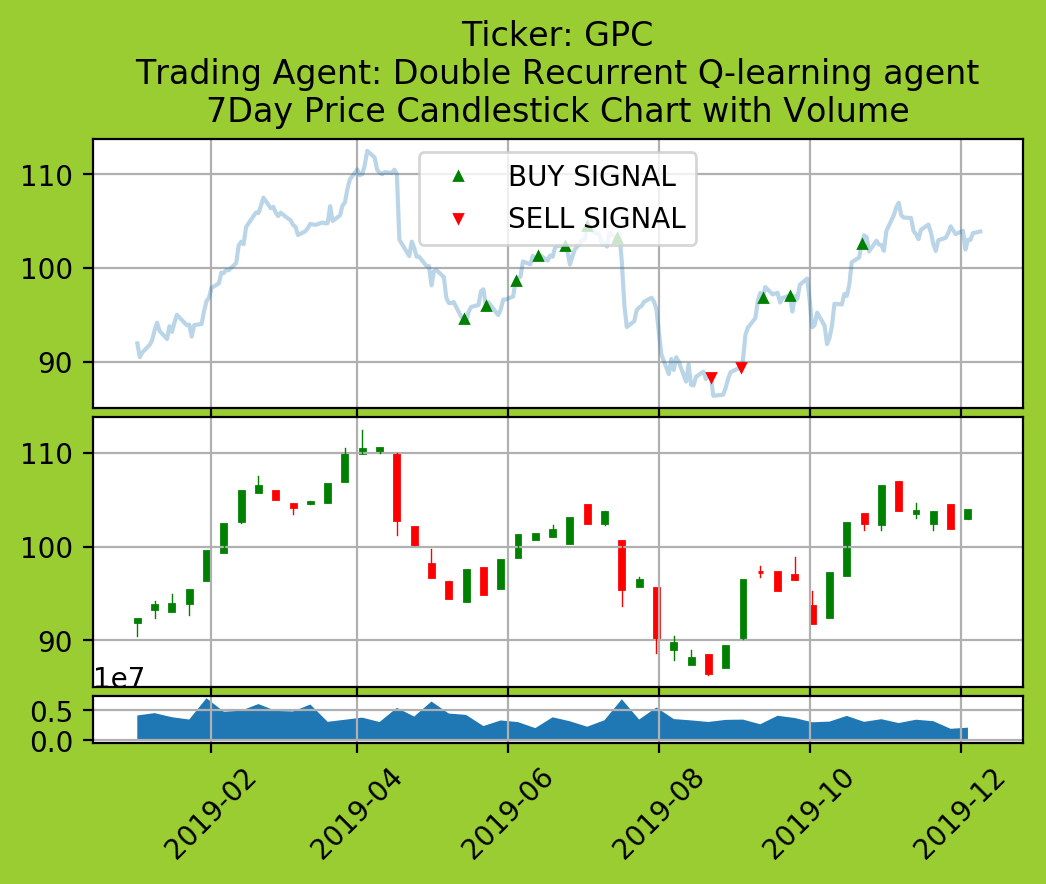 Ticker: GPC
Trading Agent: Double Recurrent Q-learning agent
7Day Price Candlestick Chart with Volume
110
100
90
BUY SIGNAL
SELL SIGNAL
110
100
90
1e7
0.5
0.0
2019-02
2019-04
2019-06
2019-08
2019-10
2019-12